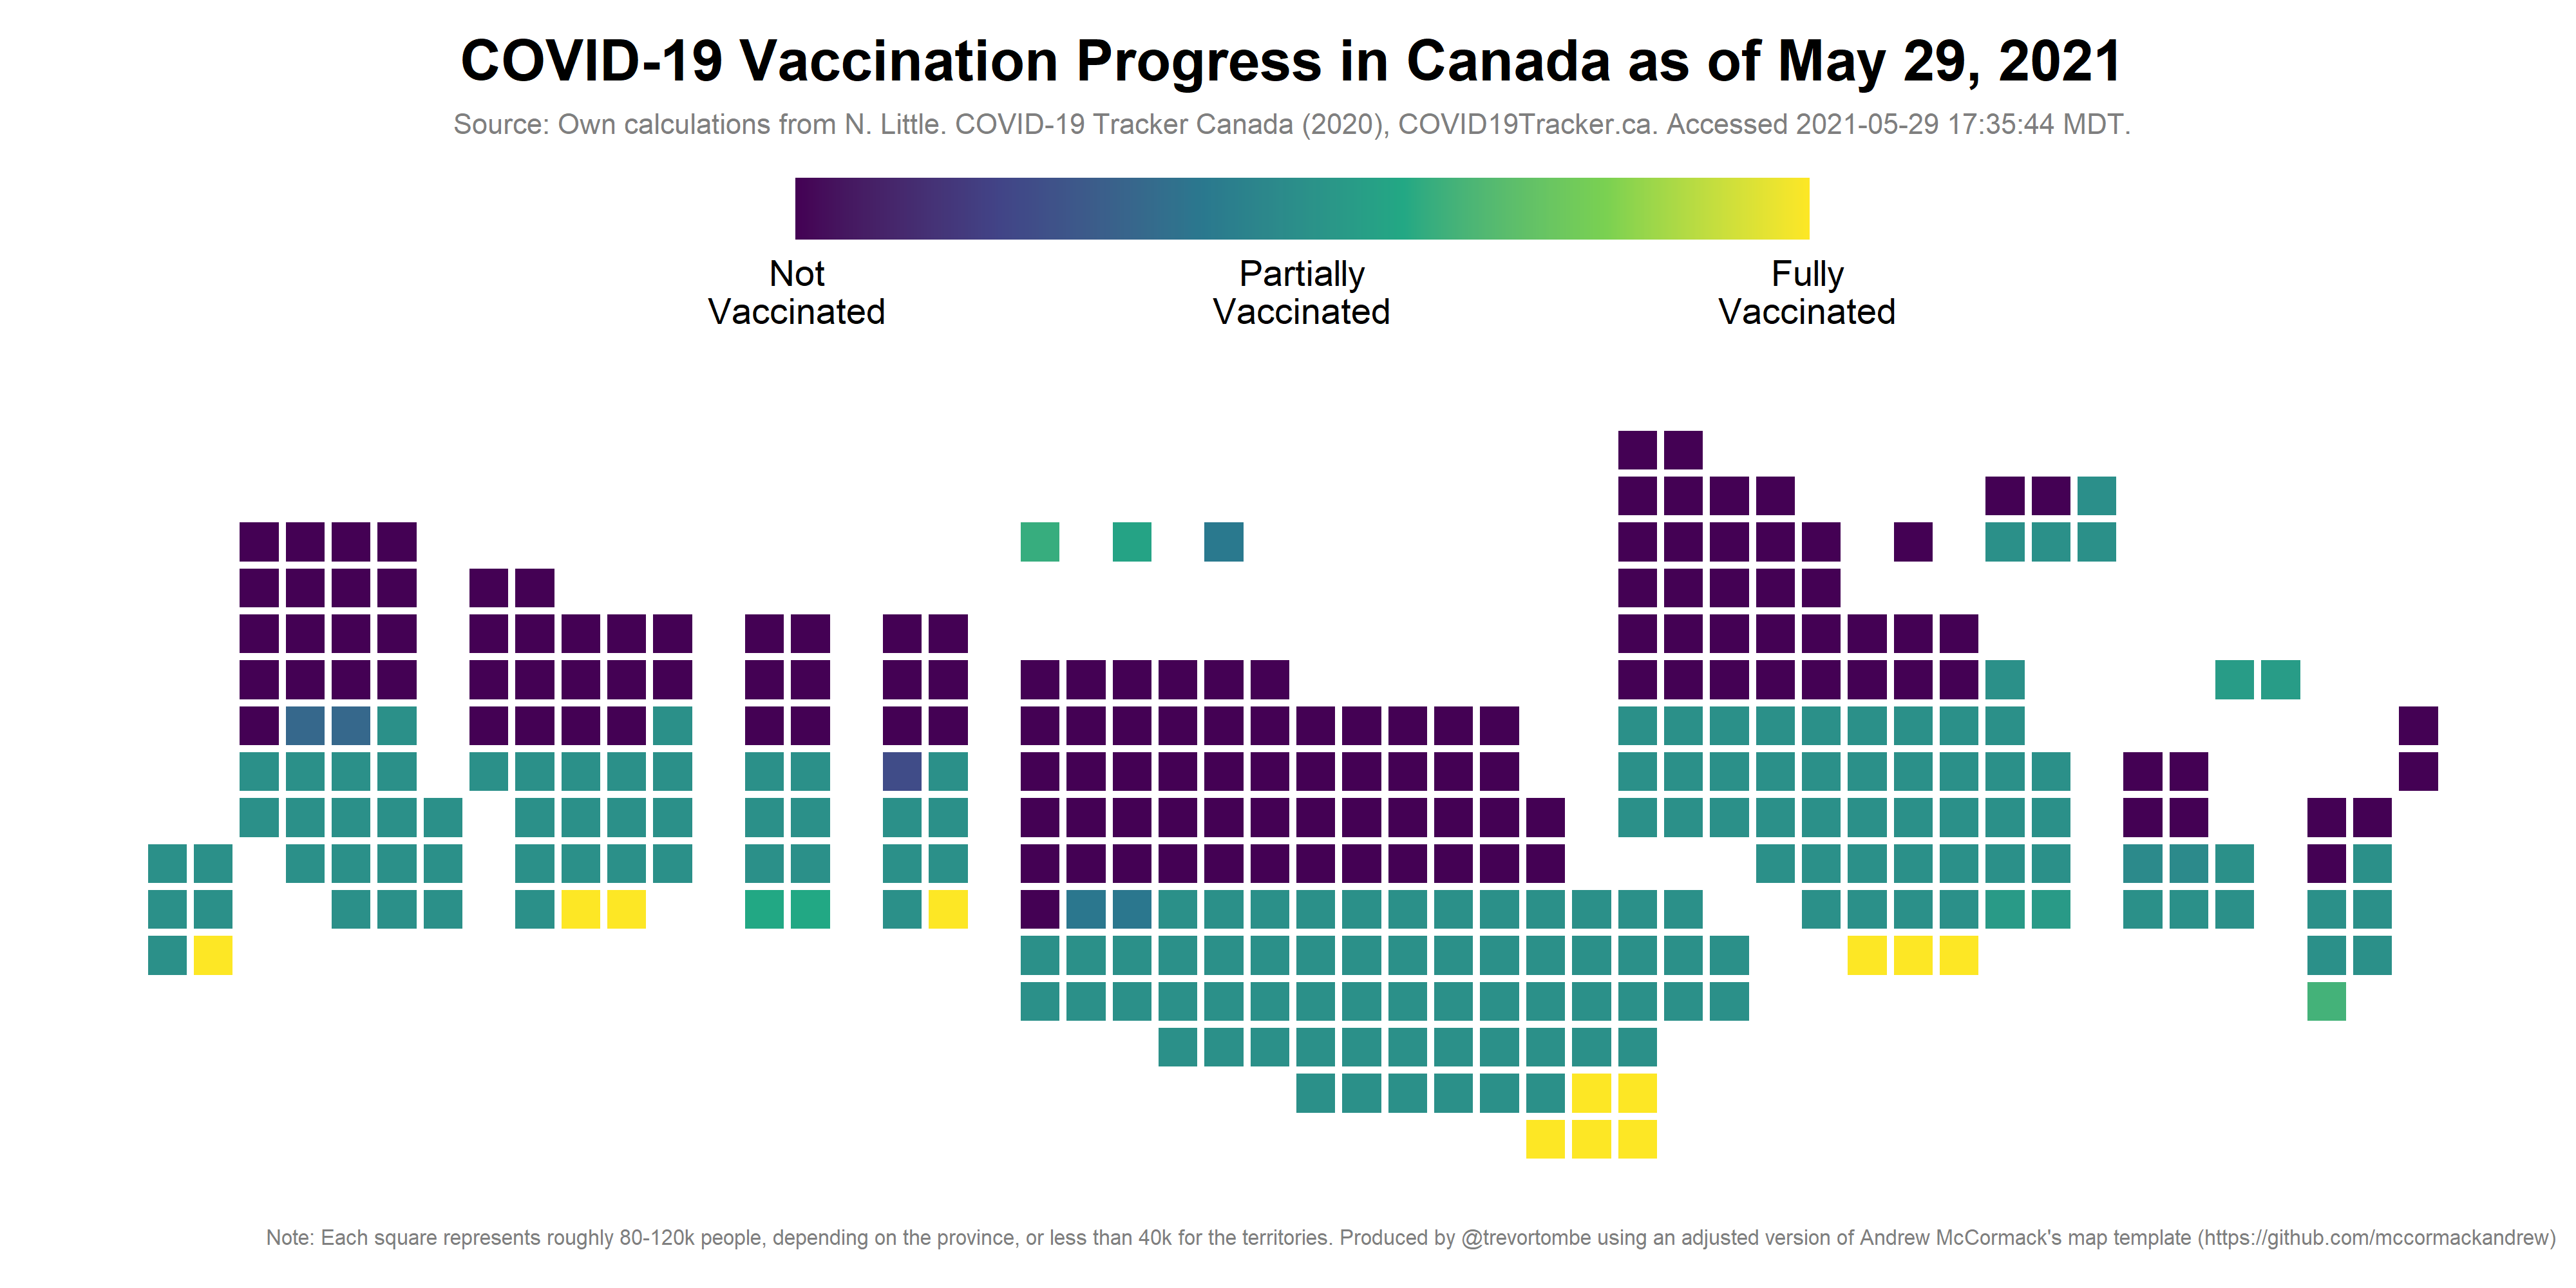 COVID-19 Vaccination Progress in Canada as of May 29, 2021
Source: Own calculations from N. Little. COVID-19 Tracker Canada (2020), COVID19Tracker.ca. Accessed 2021-05-29 17:35:44 MDT.
Not
Vaccinated
Partially
Vaccinated
Fully
Vaccinated
Note: Each square represents roughly 80-120k people, depending on the province, or less than 40k for the territories. Produced by @trevortombe using an adjusted version of Andrew McCormack's map template (https://github.com/mccormackandrew)